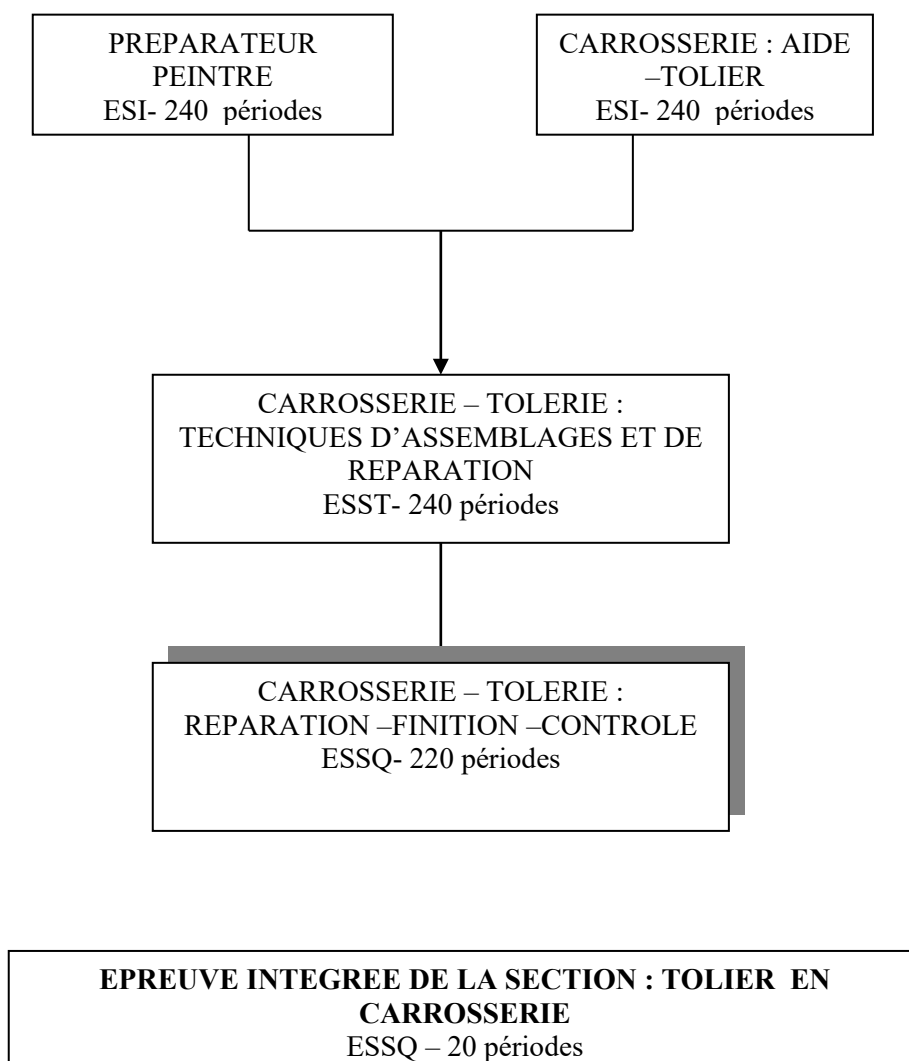 PREPARATEUR
PEINTRE
ESI- 240 périodes
CARROSSERIE : AIDE
–TOLIER
ESI- 240 périodes
CARROSSERIE – TOLERIE :
TECHNIQUES D’ASSEMBLAGES ET DE
REPARATION
ESST- 240 périodes
CARROSSERIE – TOLERIE :
REPARATION –FINITION –CONTROLE
ESSQ- 220 périodes
EPREUVE INTEGREE DE LA SECTION : TOLIER EN
CARROSSERIE
ESSQ – 20 périodes